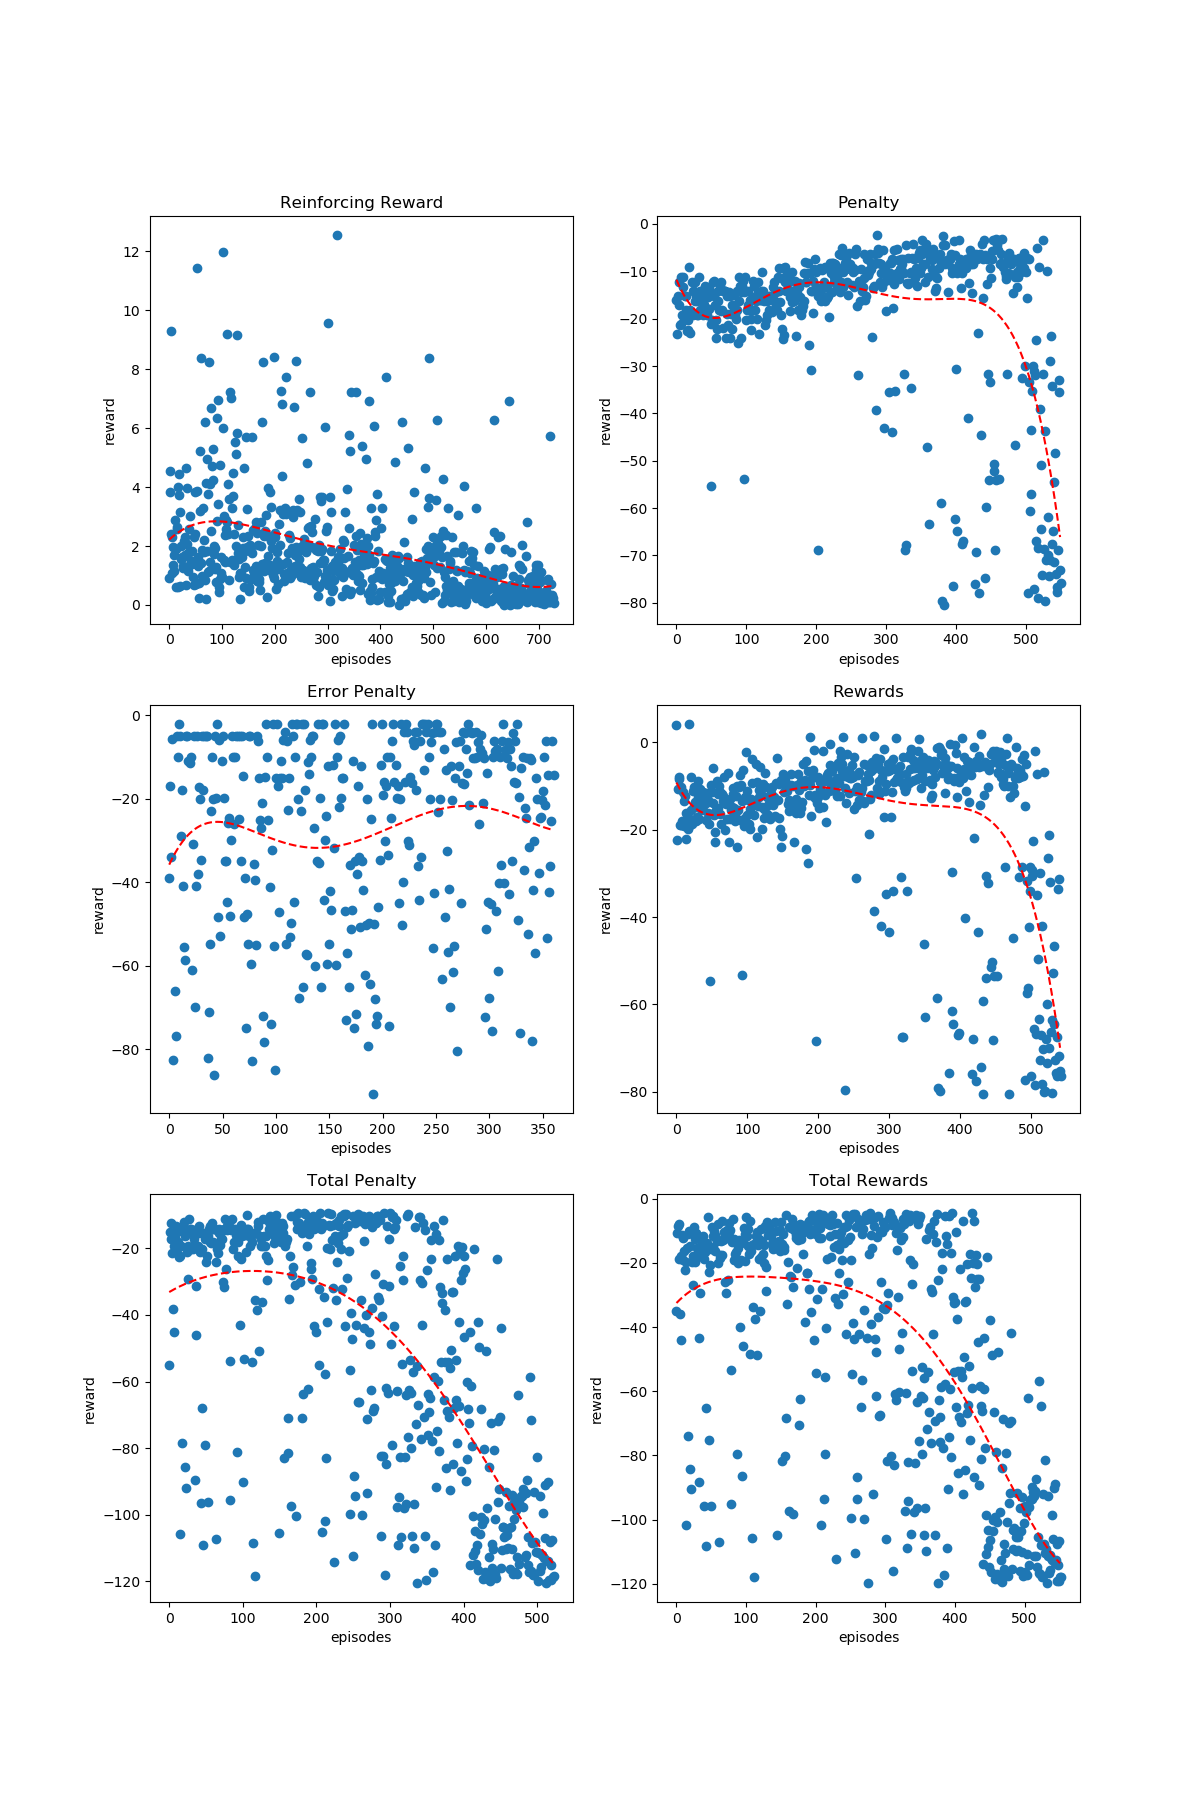 Reinforcing Reward
12
10
8
6
4
2
0
reward
0 100 200 300 400 500 600 700
episodes
Penalty
0
−10
−20
−30
−40
−50
−60
−70
−80
reward
0 100 200 300 400 500
episodes
Error Penalty
0
−20
−40
−60
−80
reward
0 50 100 150 200 250 300 350
episodes
Rewards
0
−20
−40
−60
−80
reward
0 100 200 300 400 500
episodes
Total Penalty
−20
−40
−60
−80
−100
−120
reward
0 100 200 300 400 500
episodes
Total Rewards
0
−20
−40
−60
−80
−100
−120
reward
0 100 200 300 400 500
episodes